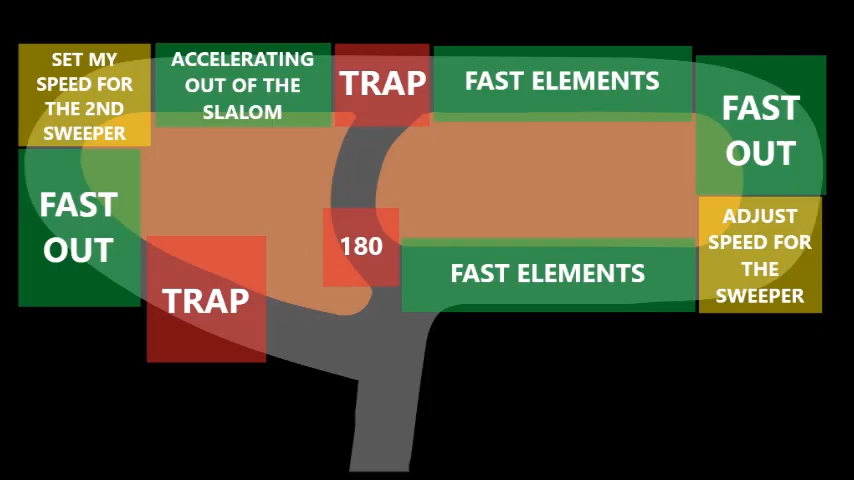 SET MY
SPEED FOR
THE 2ND
SWEEPER
ACCELERATING
OUT OF THE
SLALOM
TRAP
FAST ELEMENTS
FAST
OUT
FAST
OUT
TRAP
180
FAST ELEMENTS
ADJUST
SPEED FOR
THE
SWEEPER